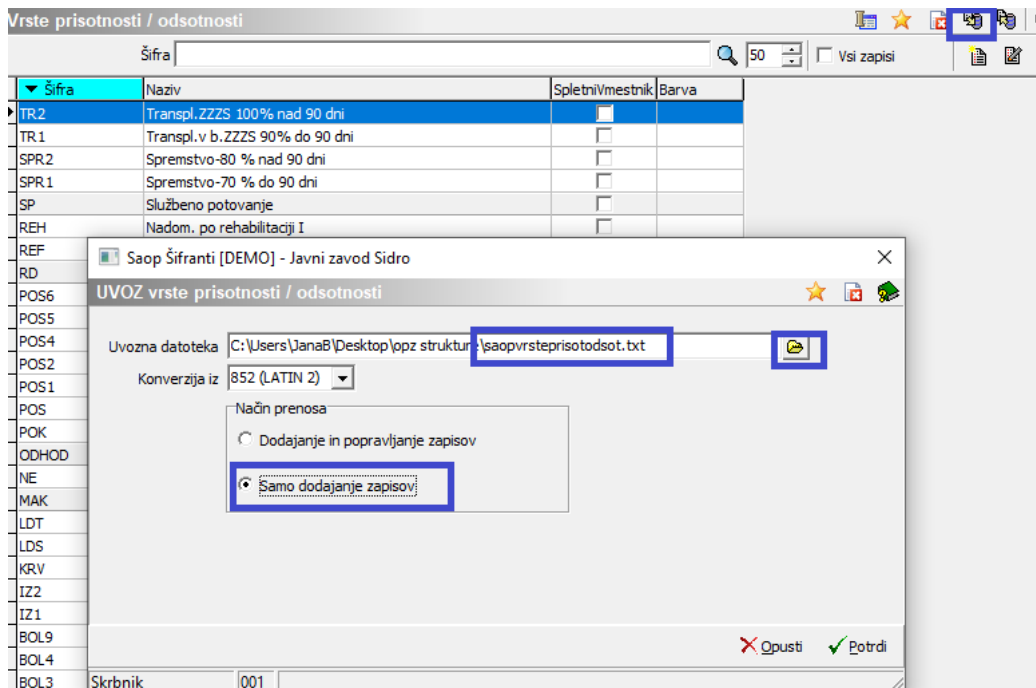 Vrste prisotnosti / odsotnosti
Šifra 50 Vsi zapisi
Šifra Naziv SpletniVmestnik Barva
TR2 Transpl.ZZZS 100% nad 90 dni
TR1 Transpl.v b.ZZZS 90% do 90 dni
SPR2 Spremstvo-80 % nad 90 dni
SPR1 Spremstvo-70 % do 90 dni
SP Službeno potovanje
REH Nadom. po rehabilitaciji I
REF
RD
POS6
POS5
POS4
POS2
POS1
POS
POK
ODHOD
NE
MAK
LDT
LDS
KRV
IZ2
IZ1
BOL9
BOL4
BOL3
Saop Šifranti [DEMO] - Javni zavod Sidro
UVOZ vrste prisotnosti / odsotnosti
Uvozna datoteka C:\Users\JanaB\Desktop\opz strukture\saopvrsteprisotodsot.txt
Konverzija iz 852 (LATIN 2)
Način prenosa
Dodajanje in popravljanje zapisov
Samo dodajanje zapisov
Opusti Potrdi
Skrbnik 001